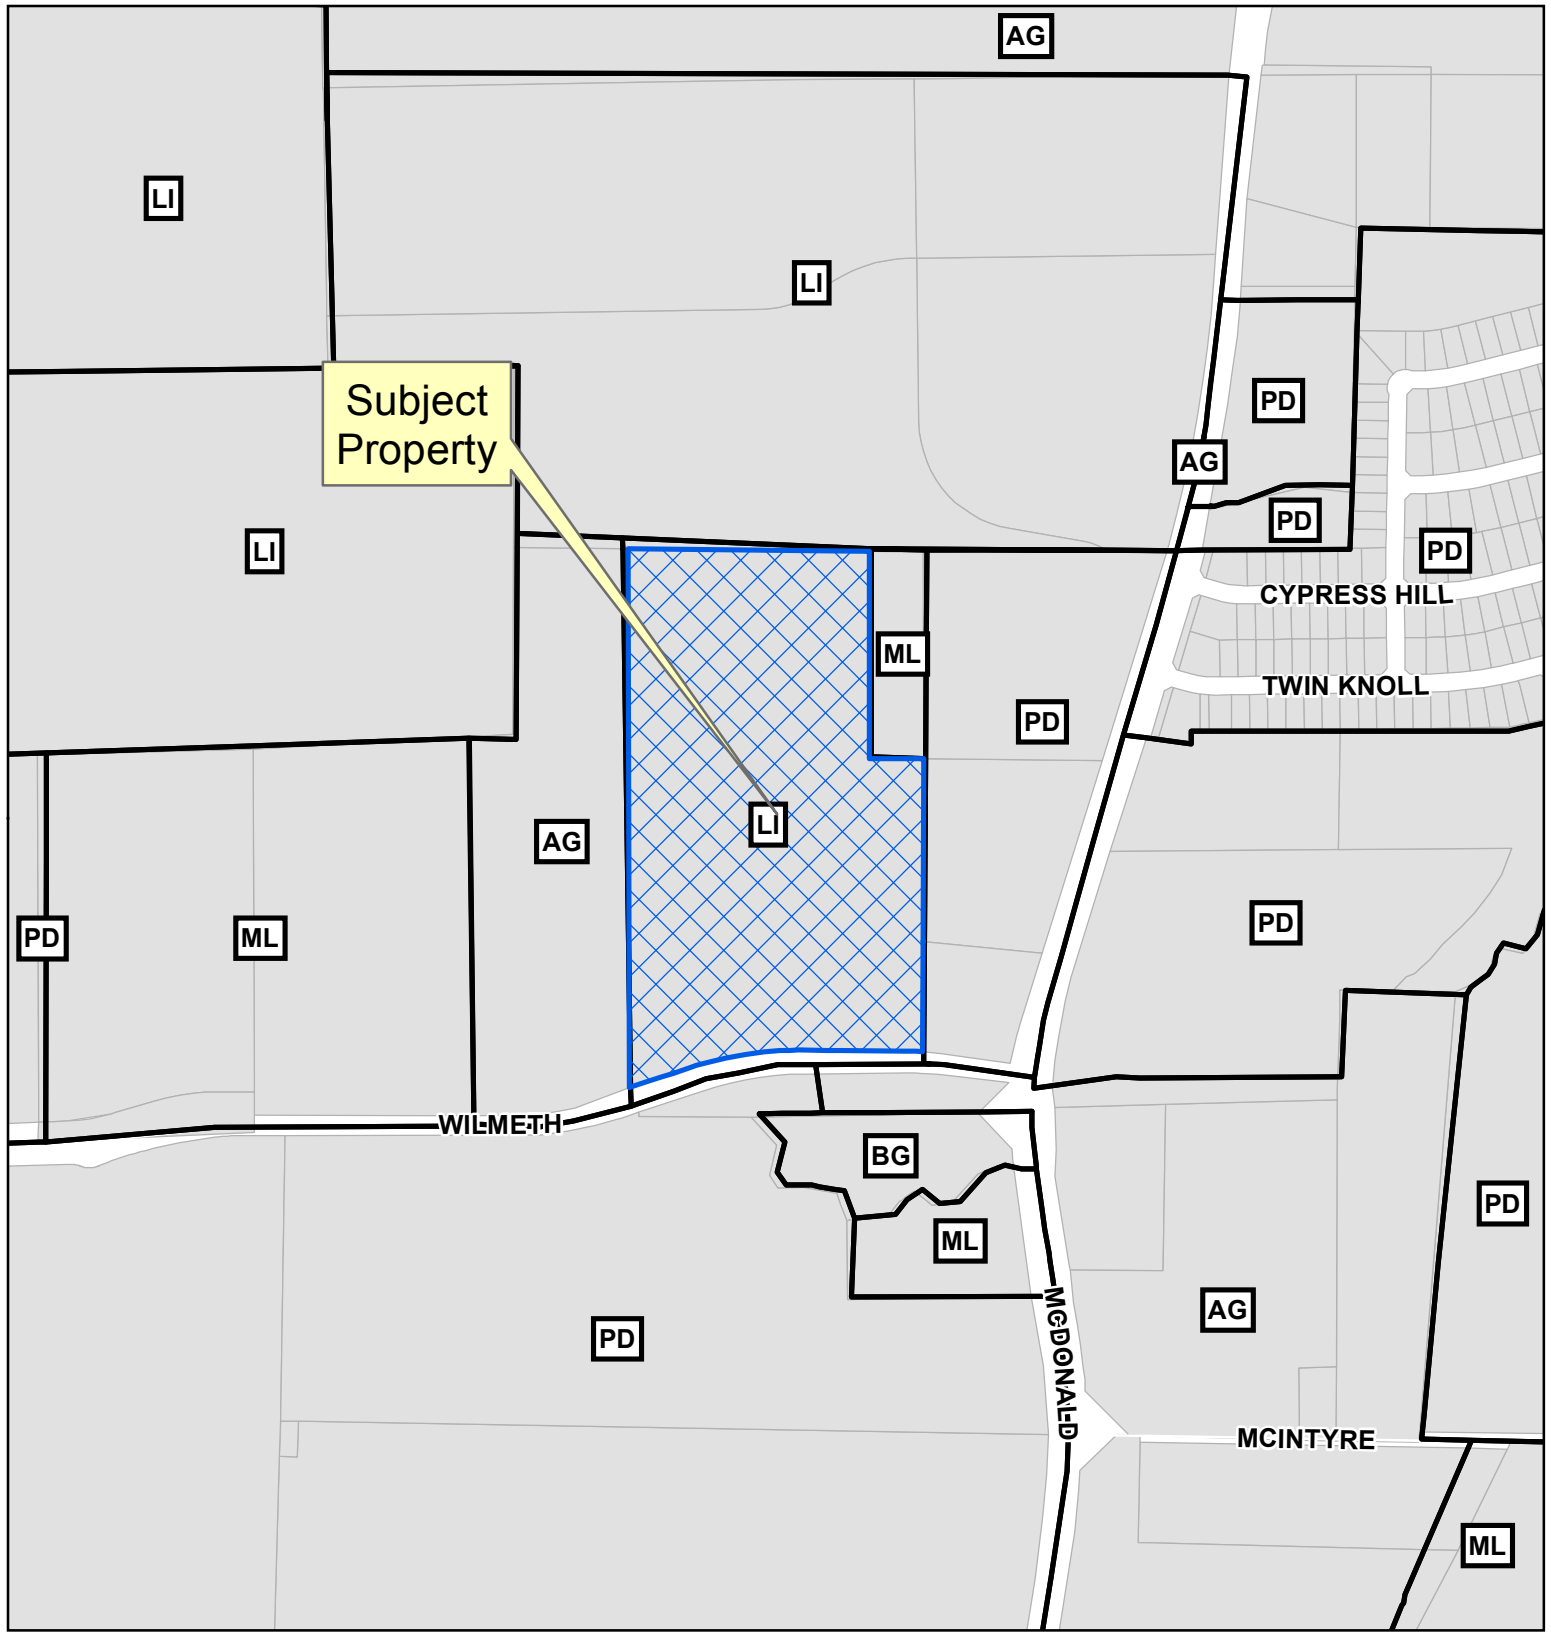 AG
LI
LI
Subject
Property
PD
AG
PD
LI
PD
CYPRESS HILL
ML
TWIN KNOLL
PD
LI
AG
PD
PD
ML
WILMETH
BG
PD
ML
AG
PD
MCDONALD
MCINTYRE
ML